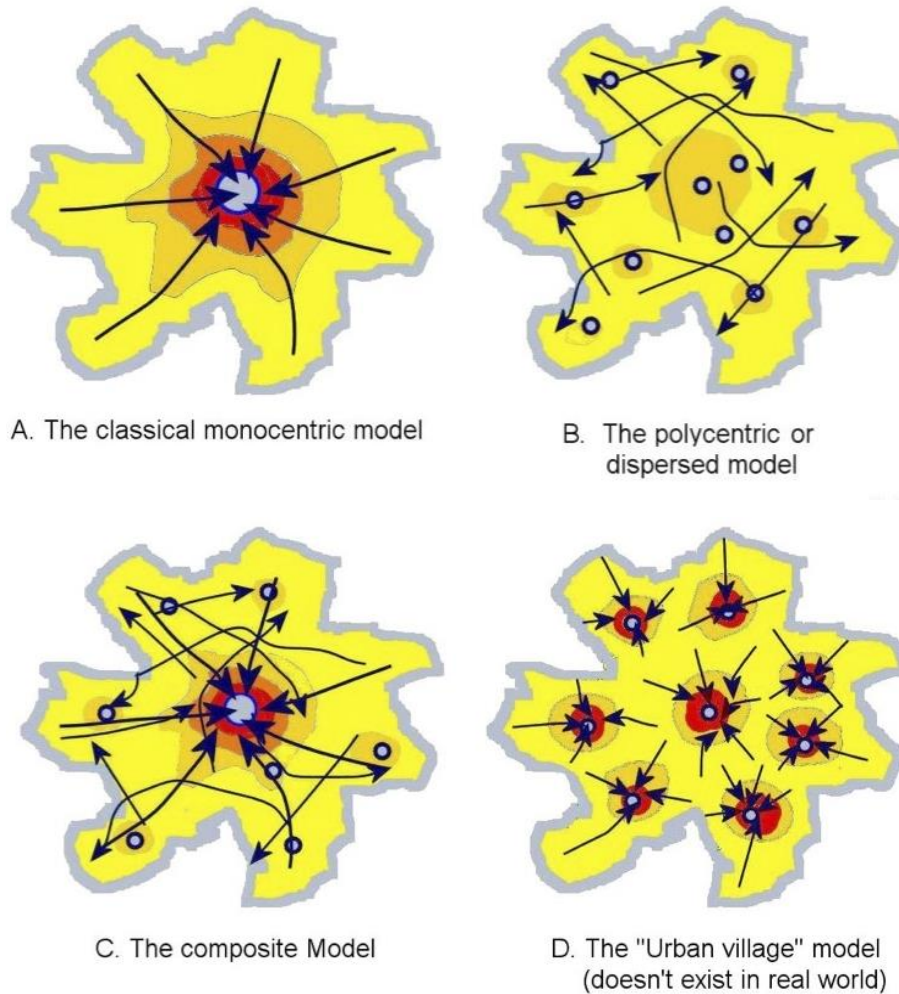 A. The classical monocentric model
B. The polycentric or
dispersed model
C. The composite Model
D. The "Urban village" model
(doesn't exist in real world)